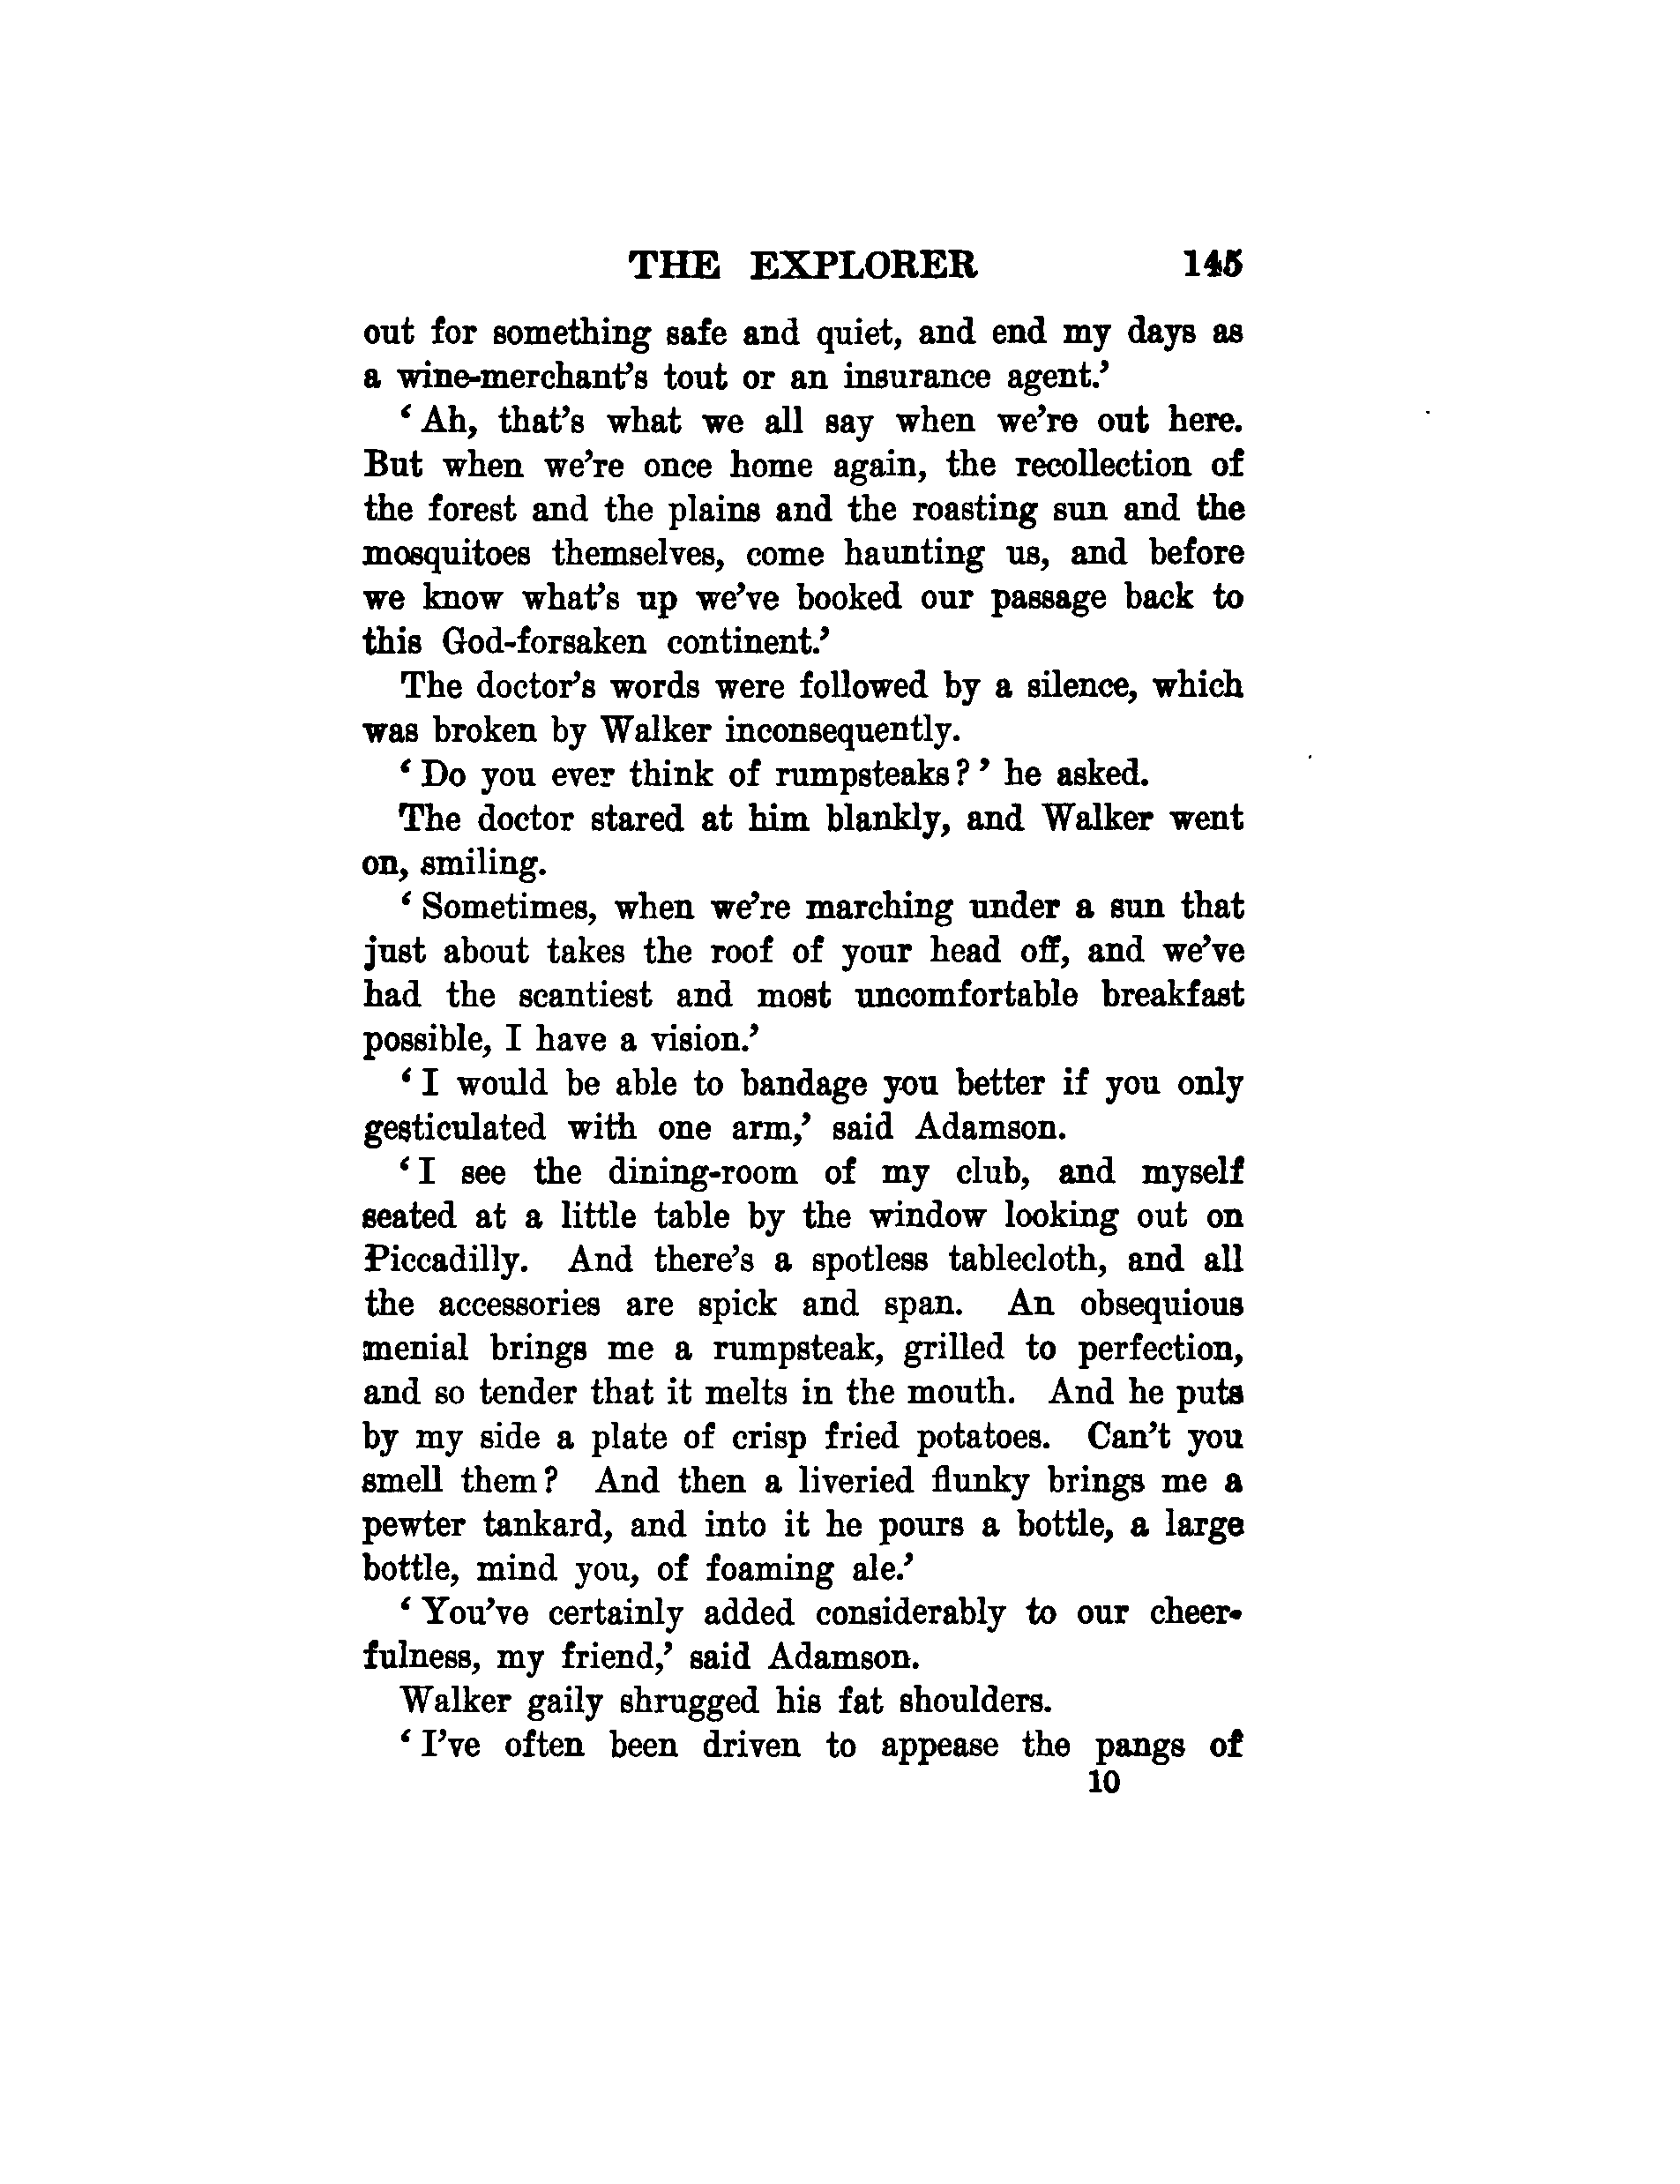 THE EXPLORER 145
out for something safe and quiet, and end my days as
a wine-merchant's tout or an insurance agent.'
‘ Ah, that's what we all say when we're out here.
But when we're once home again, the recollection of
the forest and the plains and the roasting sun and the
mosquitoes themselves, come haunting us, and before
we know what's up we've booked our passage back to
this God-forsaken continent.'
The doctor's words were followed by a silence, which
was broken by Walker inconsequently.
‘ Do you ever think of rumpsteaks?' he asked.
The doctor stared at him blankly, and Walker went
on, smiling.
‘ Sometimes, when we're marching under a sun that
just about takes the roof of your head off, and we've
had the scantiest and most uncomfortable breakfast
possible, I have a vision.'
‘ I would be able to bandage you better if you only
gesticulated with one arm,' said Adamson.
‘ I see the dining-room of my club, and myself
seated at a little table by the window looking out on
Piccadilly. And there's a spotless tablecloth, and all
the accessories are spick and span. An obsequious
menial brings me a rumpsteak, grilled to perfection,
and so tender that it melts in the mouth. And he puts
by my side a plate of crisp fried potatoes. Can't you
smell them? And then a liveried flunky brings me a
pewter tankard, and into it he pours a bottle, a large
bottle, mind you, of foaming ale.'
‘ You've certainly added considerably to our cheer-
fulness, my friend,' said Adamson.
Walker gaily shrugged his fat shoulders.
‘ I've often been driven to appease the pangs of
10